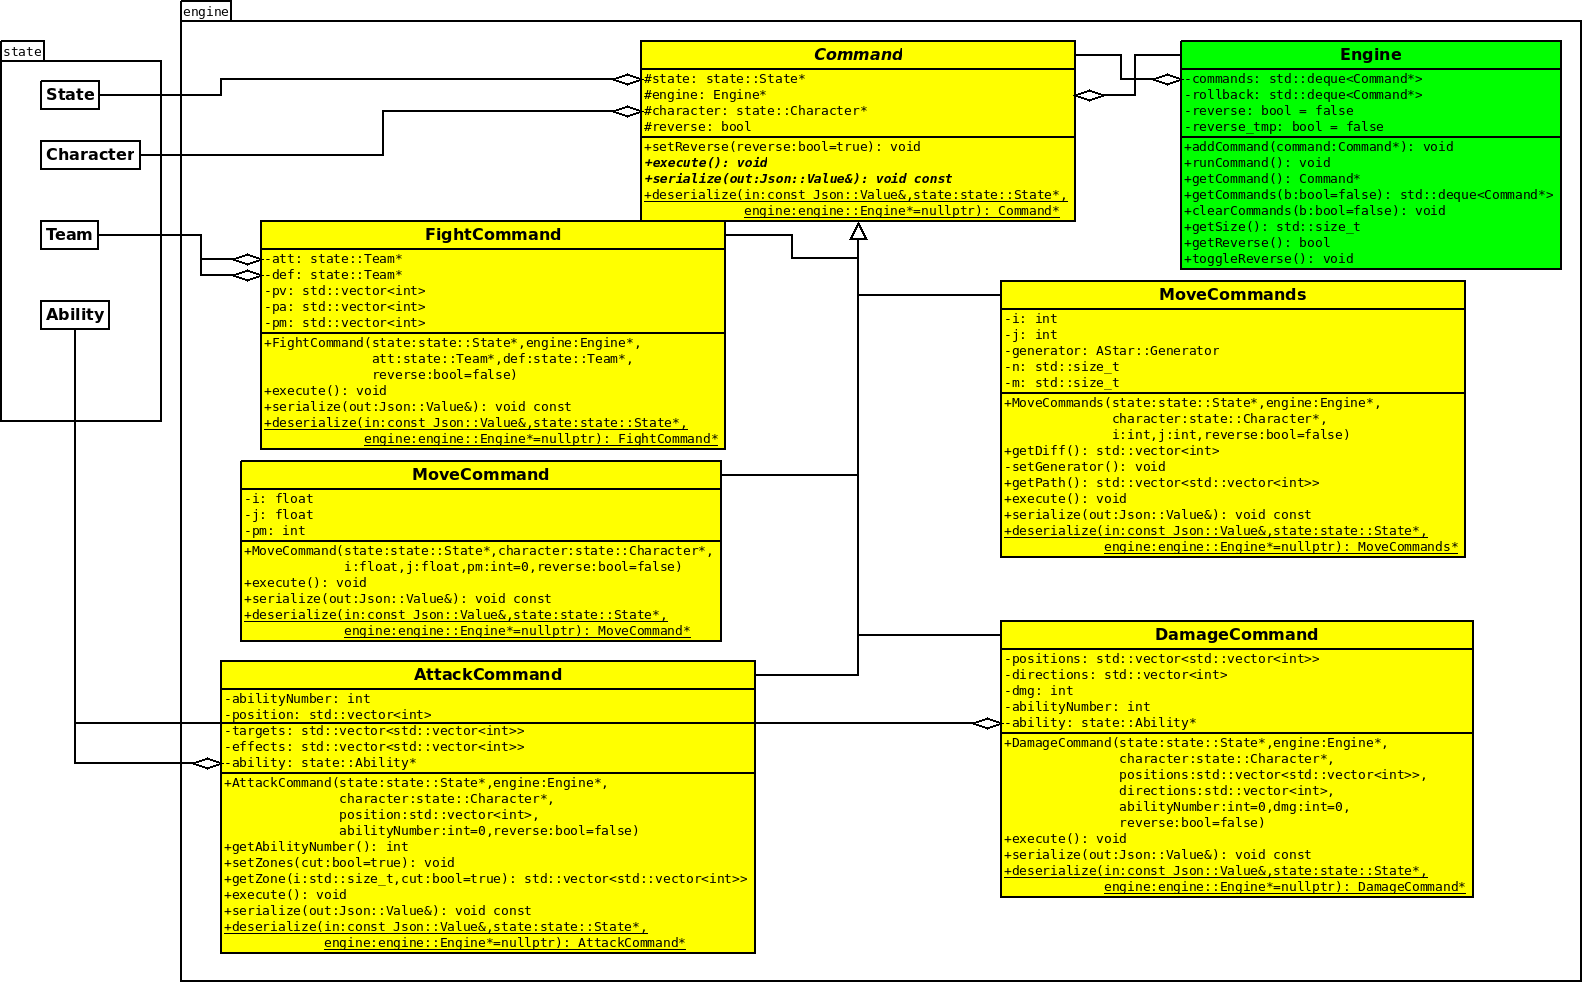 engine
state
State
Character
Team
Ability
Command
#state: state::State*
#engine: Engine*
#character: state::Character*
#reverse: bool
+setReverse(reverse:bool=true): void
+execute(): void
+serialize(out:Json::Value&): void const
+deserialize(in:const Json::Value&,state:state::State*,
engine:engine::Engine*=nullptr): Command*
Engine
-commands: std::deque<Command*>
-rollback: std::deque<Command*>
-reverse: bool = false
-reverse_tmp: bool = false
+addCommand(command:Command*): void
+runCommand(): void
+getCommand(): Command*
+getCommands(b:bool=false): std::deque<Command*>
+clearCommands(b:bool=false): void
+getSize(): std::size_t
+getReverse(): bool
+toggleReverse(): void
FightCommand
-att: state::Team*
-def: state::Team*
-pv: std::vector<int>
-pa: std::vector<int>
-pm: std::vector<int>
+FightCommand(state:state::State*,engine:Engine*,
att:state::Team*,def:state::Team*,
reverse:bool=false)
+execute(): void
+serialize(out:Json::Value&): void const
+deserialize(in:const Json::Value&,state:state::State*,
engine:engine::Engine*=nullptr): FightCommand*
MoveCommands
-i: int
-j: int
-generator: AStar::Generator
-n: std::size_t
-m: std::size_t
+MoveCommands(state:state::State*,engine:Engine*,
character:state::Character*,
i:int,j:int,reverse:bool=false)
+getDiff(): std::vector<int>
-setGenerator(): void
+getPath(): std::vector<std::vector<int>>
+execute(): void
+serialize(out:Json::Value&): void const
+deserialize(in:const Json::Value&,state:state::State*,
engine:engine::Engine*=nullptr): MoveCommands*
MoveCommand
-i: float
-j: float
-pm: int
+MoveCommand(state:state::State*,character:state::Character*,
i:float,j:float,pm:int=0,reverse:bool=false)
+execute(): void
+serialize(out:Json::Value&): void const
+deserialize(in:const Json::Value&,state:state::State*,
engine:engine::Engine*=nullptr): MoveCommand*
AttackCommand
-abilityNumber: int
-position: std::vector<int>
-targets: std::vector<std::vector<int>>
-effects: std::vector<std::vector<int>>
-ability: state::Ability*
+AttackCommand(state:state::State*,engine:Engine*,
character:state::Character*,
position:std::vector<int>,
abilityNumber:int=0,reverse:bool=false)
+getAbilityNumber(): int
+setZones(cut:bool=true): void
+getZone(i:std::size_t,cut:bool=true): std::vector<std::vector<int>>
+execute(): void
+serialize(out:Json::Value&): void const
+deserialize(in:const Json::Value&,state:state::State*,
engine:engine::Engine*=nullptr): AttackCommand*
DamageCommand
-positions: std::vector<std::vector<int>>
-directions: std::vector<int>
-dmg: int
-abilityNumber: int
-ability: state::Ability*
+DamageCommand(state:state::State*,engine:Engine*,
character:state::Character*,
positions:std::vector<std::vector<int>>,
directions:std::vector<int>,
abilityNumber:int=0,dmg:int=0,
reverse:bool=false)
+execute(): void
+serialize(out:Json::Value&): void const
+deserialize(in:const Json::Value&,state:state::State*,
engine:engine::Engine*=nullptr): DamageCommand*